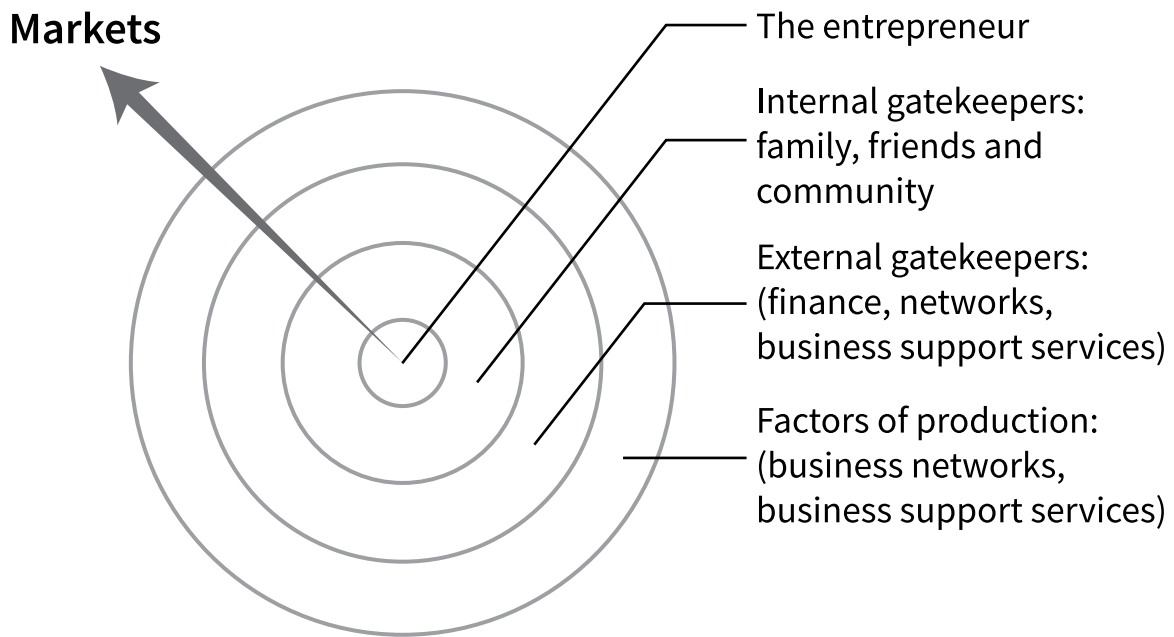 Markets
The entrepreneur
Internal gatekeepers:
family, friends and
community
External gatekeepers:
(finance, networks,
business support services)
Factors of production:
(business networks,
business support services)